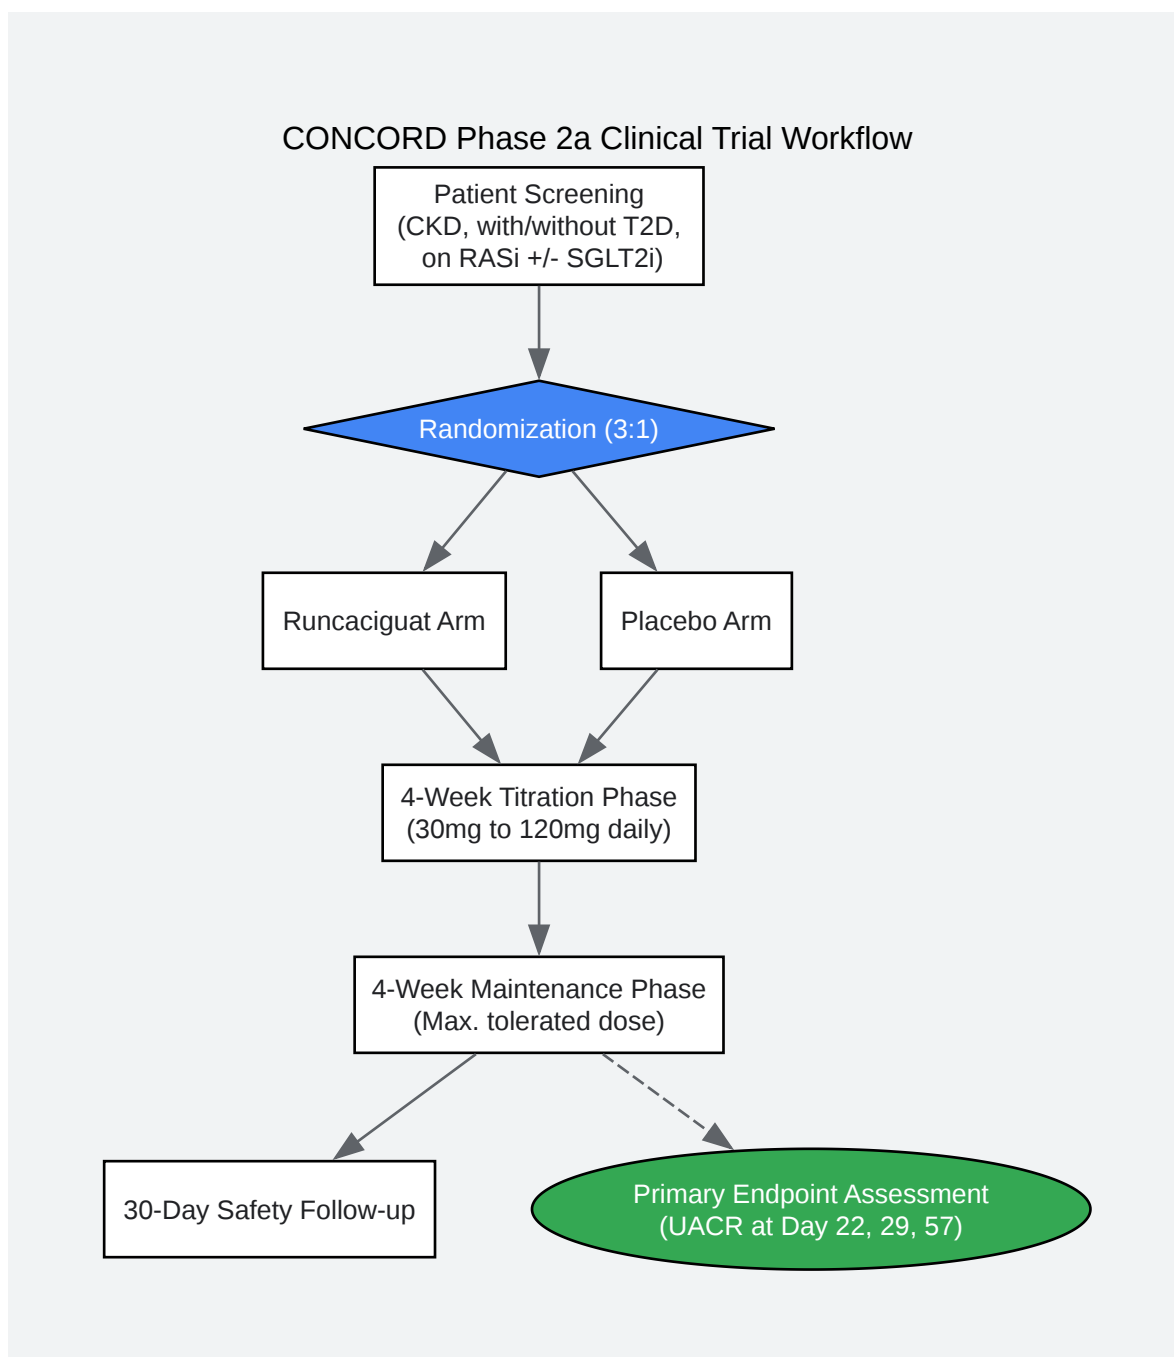 CONCORD Phase 2a Clinical Trial Workflow
Patient Screening
(CKD, with/without T2D,
on RASi +/- SGLT2i)
Randomization (3:1)
Runcaciguat Arm
Placebo Arm
4-Week Titration Phase
(30mg to 120mg daily)
4-Week Maintenance Phase
(Max. tolerated dose)
30-Day Safety Follow-up
Primary Endpoint Assessment
(UACR at Day 22, 29, 57)